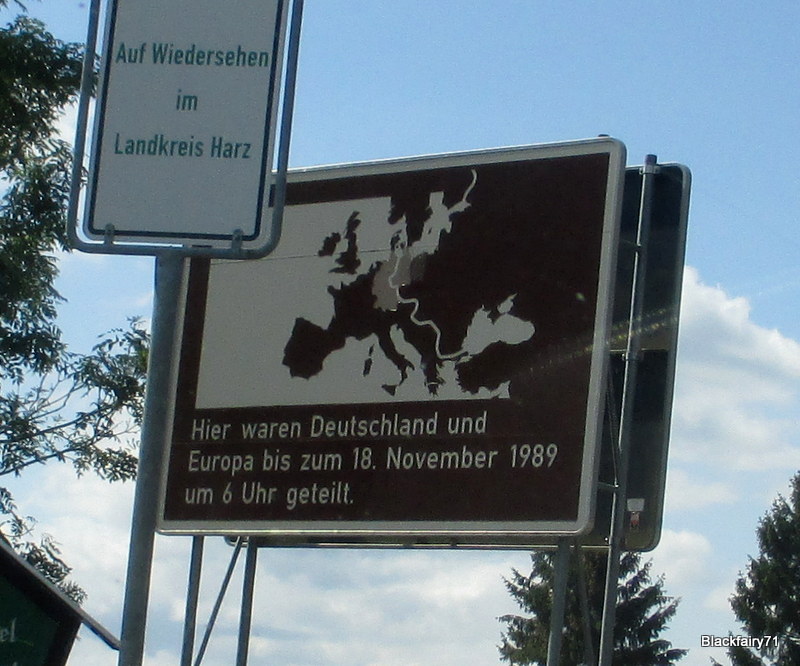 Auf Wiedersehen
im
Landkreis Harz
Hier waren Deutschland und
Europa bis zum 18. November 1989
um 6 Uhr geteilt.
Blackfairy71